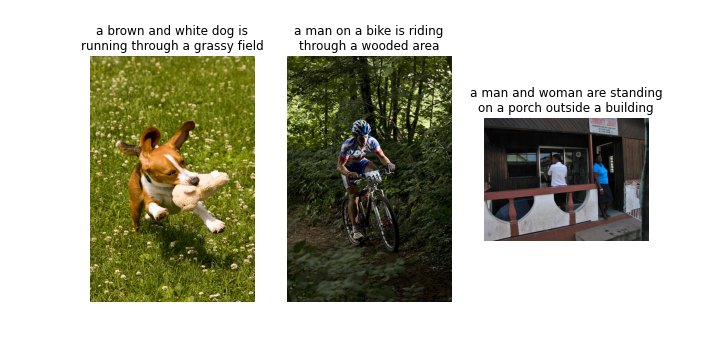 a brown and white dog is
running through a grassy field
a man on a bike is riding
through a wooded area
a man and woman are standing
on a porch outside a building